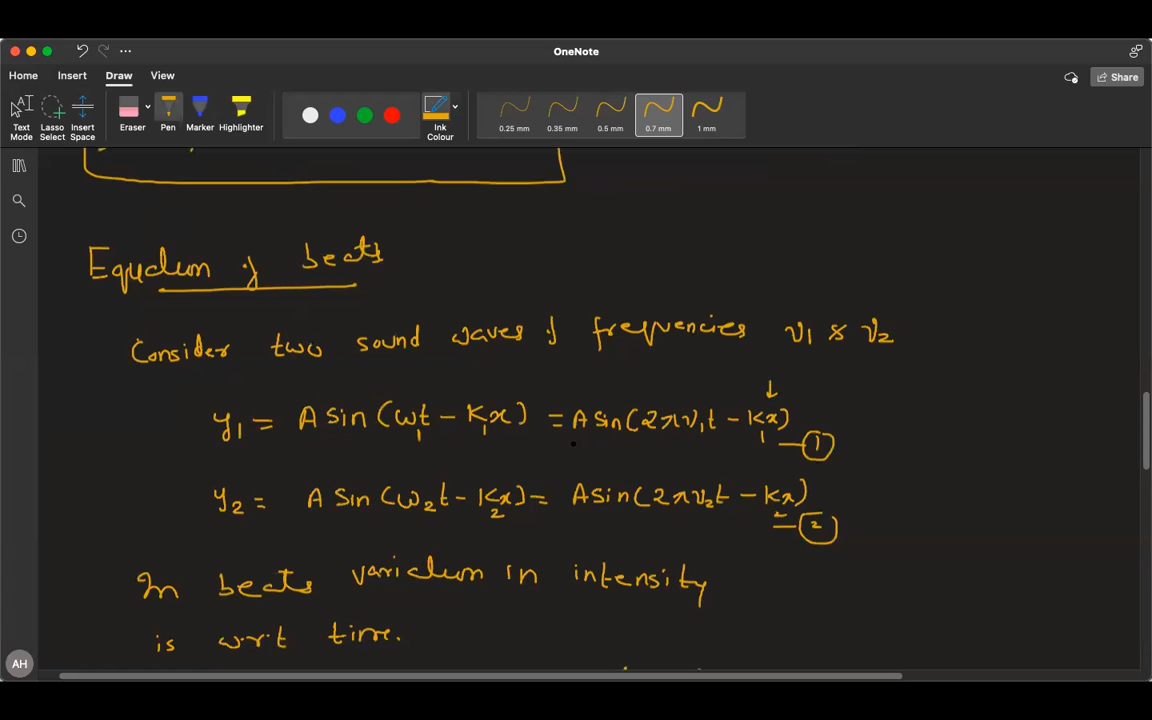 OneNote
Home Insert Draw View
Share
Text Mode Lasso Select Insert Space Eraser Pen Marker Highlighter Ink Colour 0.25 mm 0.35 mm 0.5 mm 0.7 mm 1 mm
Equation of beats
Consider two sound waves of frequencies ν1 & ν2
y1 = A sin(ω1t − K1x) = A sin(2πν1t − K1x) — ①
y2 = A sin(ω2t − K2x) = A sin(2πν2t − K2x) — ②
In beats variation in intensity
is w.r.t time.
AH